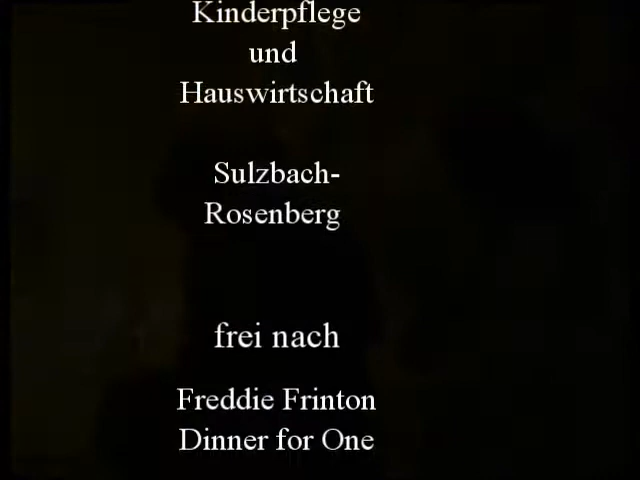 Kinderpflege
und
Hauswirtschaft
Sulzbach-
Rosenberg
frei nach
Freddie Frinton
Dinner for One